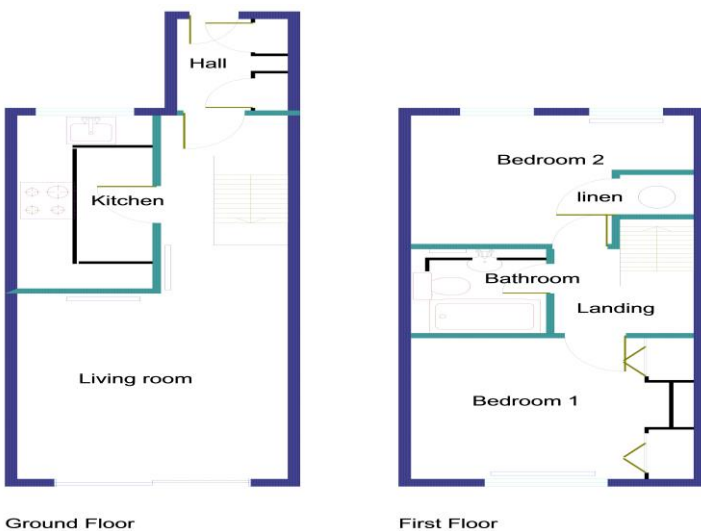 Hall
Kitchen
Living room
Ground Floor
Bedroom 2
linen
Bathroom
Landing
Bedroom 1
First Floor